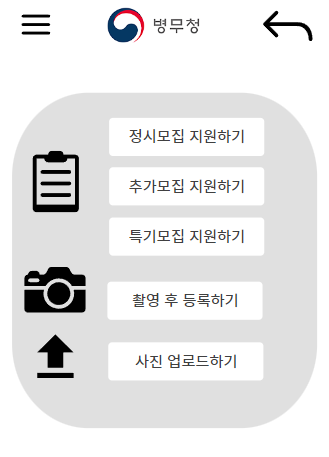 병무청
정시모집 지원하기
추가모집 지원하기
특기모집 지원하기
촬영 후 등록하기
사진 업로드하기